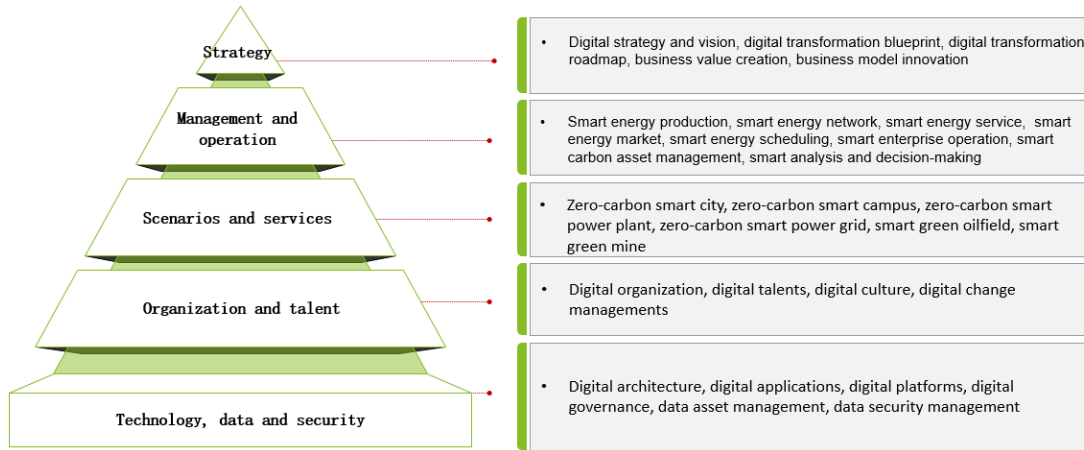 Strategy
• Digital strategy and vision, digital transformation blueprint, digital transformation
roadmap, business value creation, business model innovation
Management and
operation
• Smart energy production, smart energy network, smart energy service, smart
energy market, smart energy scheduling, smart enterprise operation, smart
carbon asset management, smart analysis and decision-making
Scenarios and services
• Zero-carbon smart city, zero-carbon smart campus, zero-carbon smart
power plant, zero-carbon smart power grid, smart green oilfield, smart
green mine
Organization and talent
• Digital organization, digital talents, digital culture, digital change
managements
Technology, data and security
• Digital architecture, digital applications, digital platforms, digital
governance, data asset management, data security management